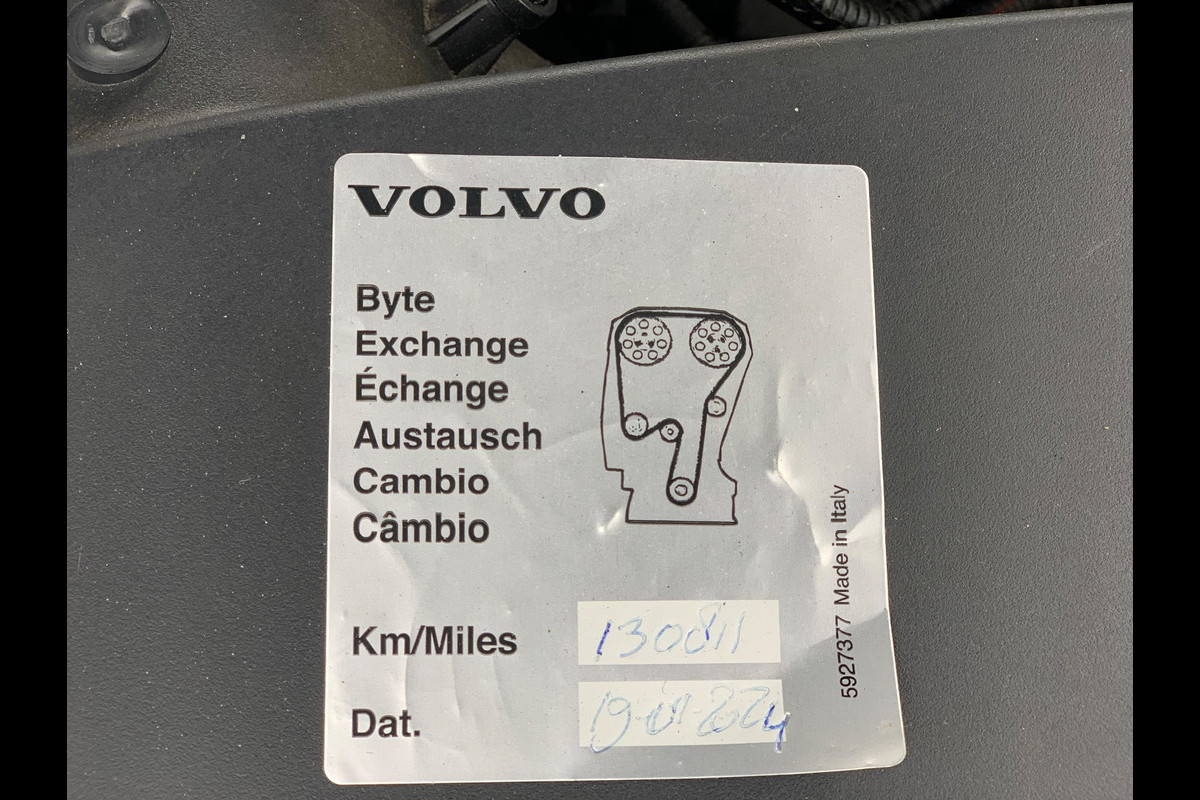 VOLVO
Byte
Exchange
Échange
Austausch
Cambio
Câmbio
Km/Miles 130811
Dat. 19-01-2024
5927377 Made in Italy